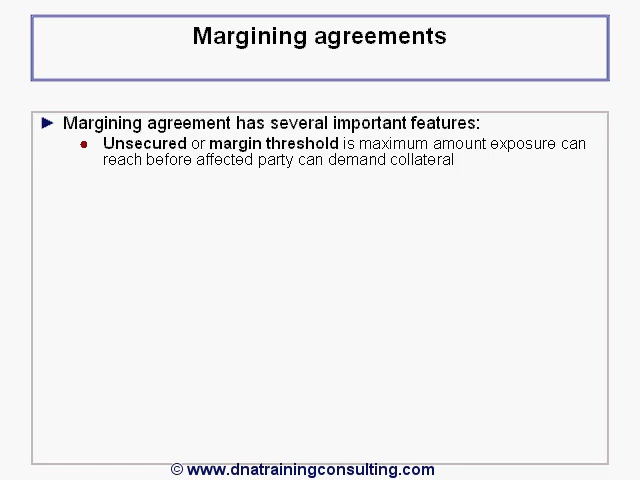 Margining agreements
► Margining agreement has several important features:
● Unsecured or margin threshold is maximum amount exposure can
reach before affected party can demand collateral
© www.dnatrainingconsulting.com